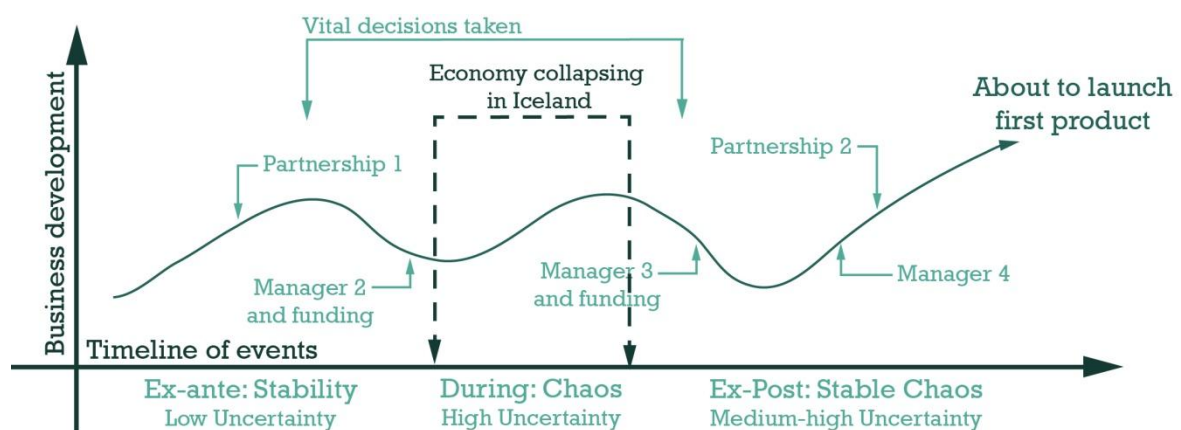 Vital decisions taken
Economy collapsing
in Iceland
About to launch
first product
Partnership 1
Partnership 2
Business development
Manager 2
and funding
Manager 3
and funding
Manager 4
Timeline of events
Ex-ante: Stability
Low Uncertainty
During: Chaos
High Uncertainty
Ex-Post: Stable Chaos
Medium-high Uncertainty